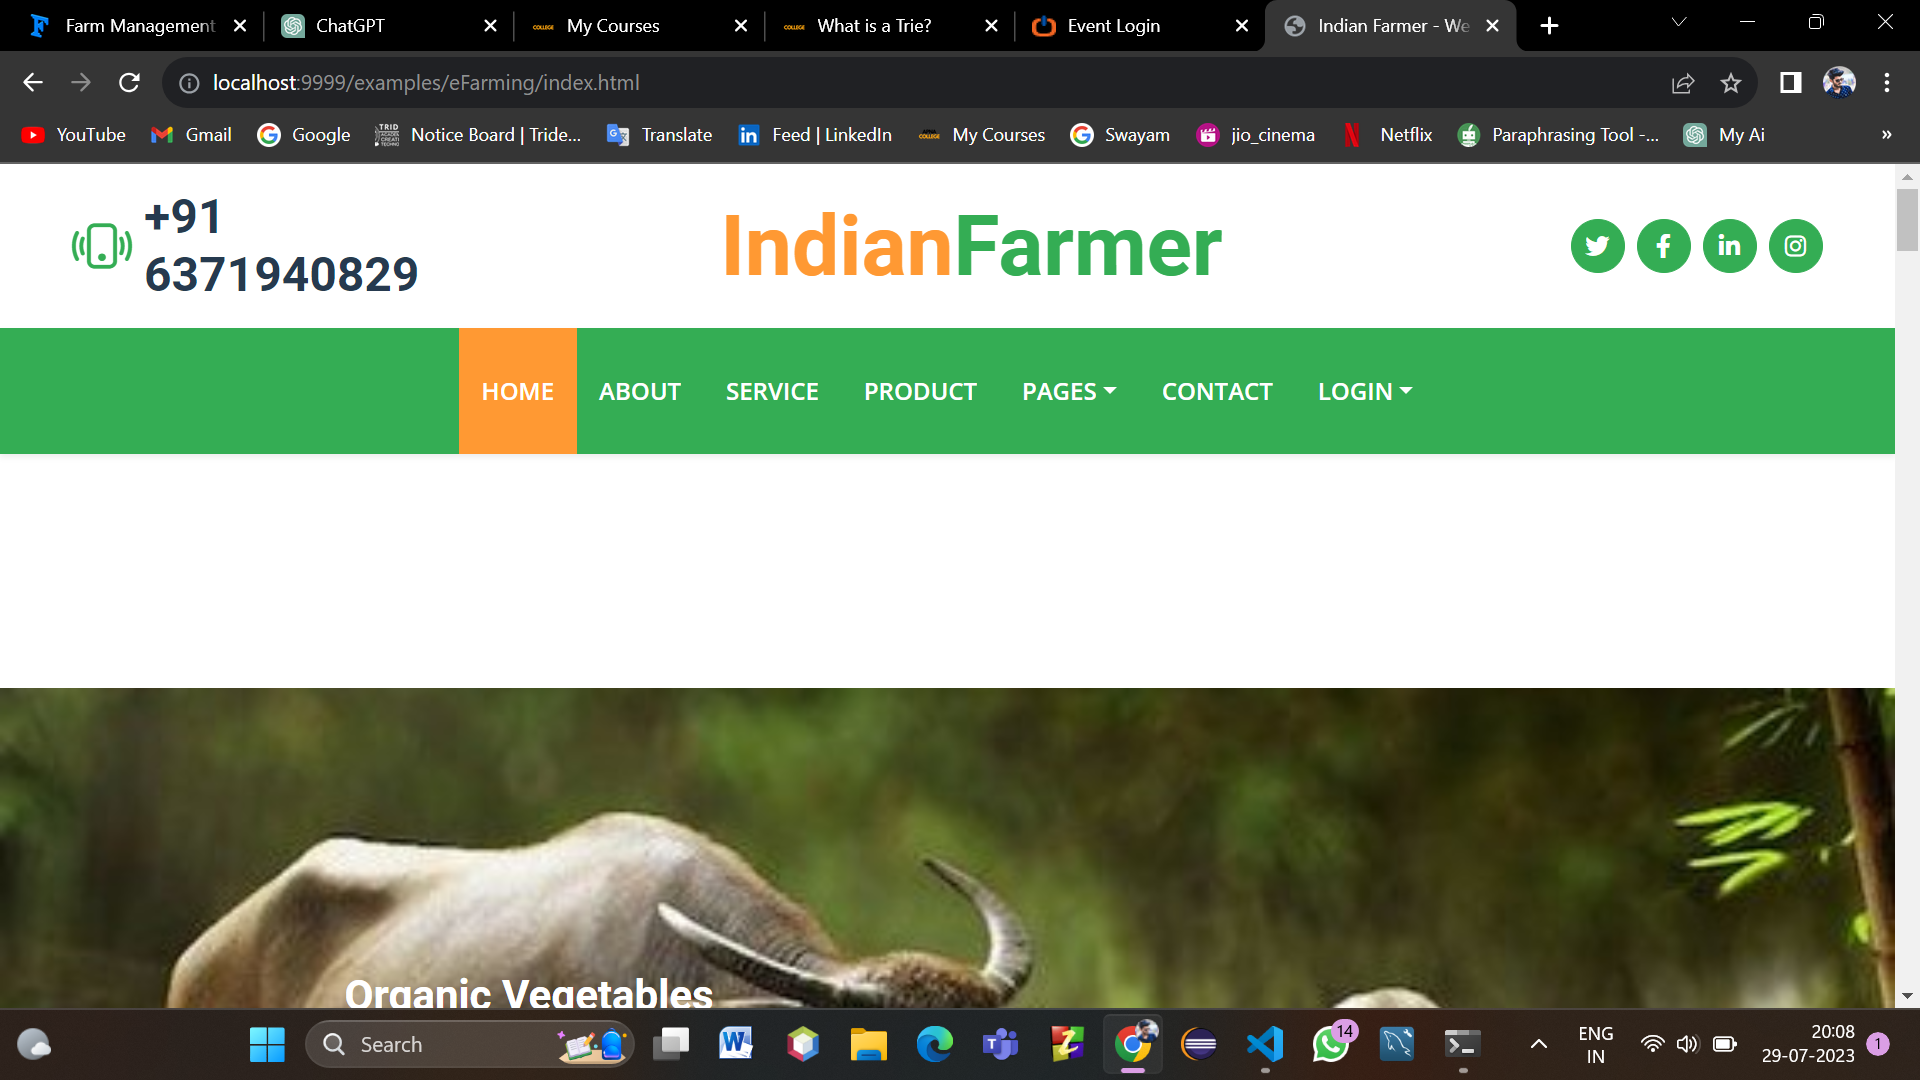 Farm Management
ChatGPT
My Courses
What is a Trie?
Event Login
Indian Farmer - We
localhost:9999/examples/eFarming/index.html
YouTube
Gmail
Google
Notice Board | Tride...
Translate
Feed | LinkedIn
My Courses
Swayam
jio_cinema
Netflix
Paraphrasing Tool -...
My Ai
»
+91
6371940829
IndianFarmer
HOME
ABOUT
SERVICE
PRODUCT
PAGES
CONTACT
LOGIN
Organic Vegetables
Search
14
ENG
IN
20:08
29-07-2023
1